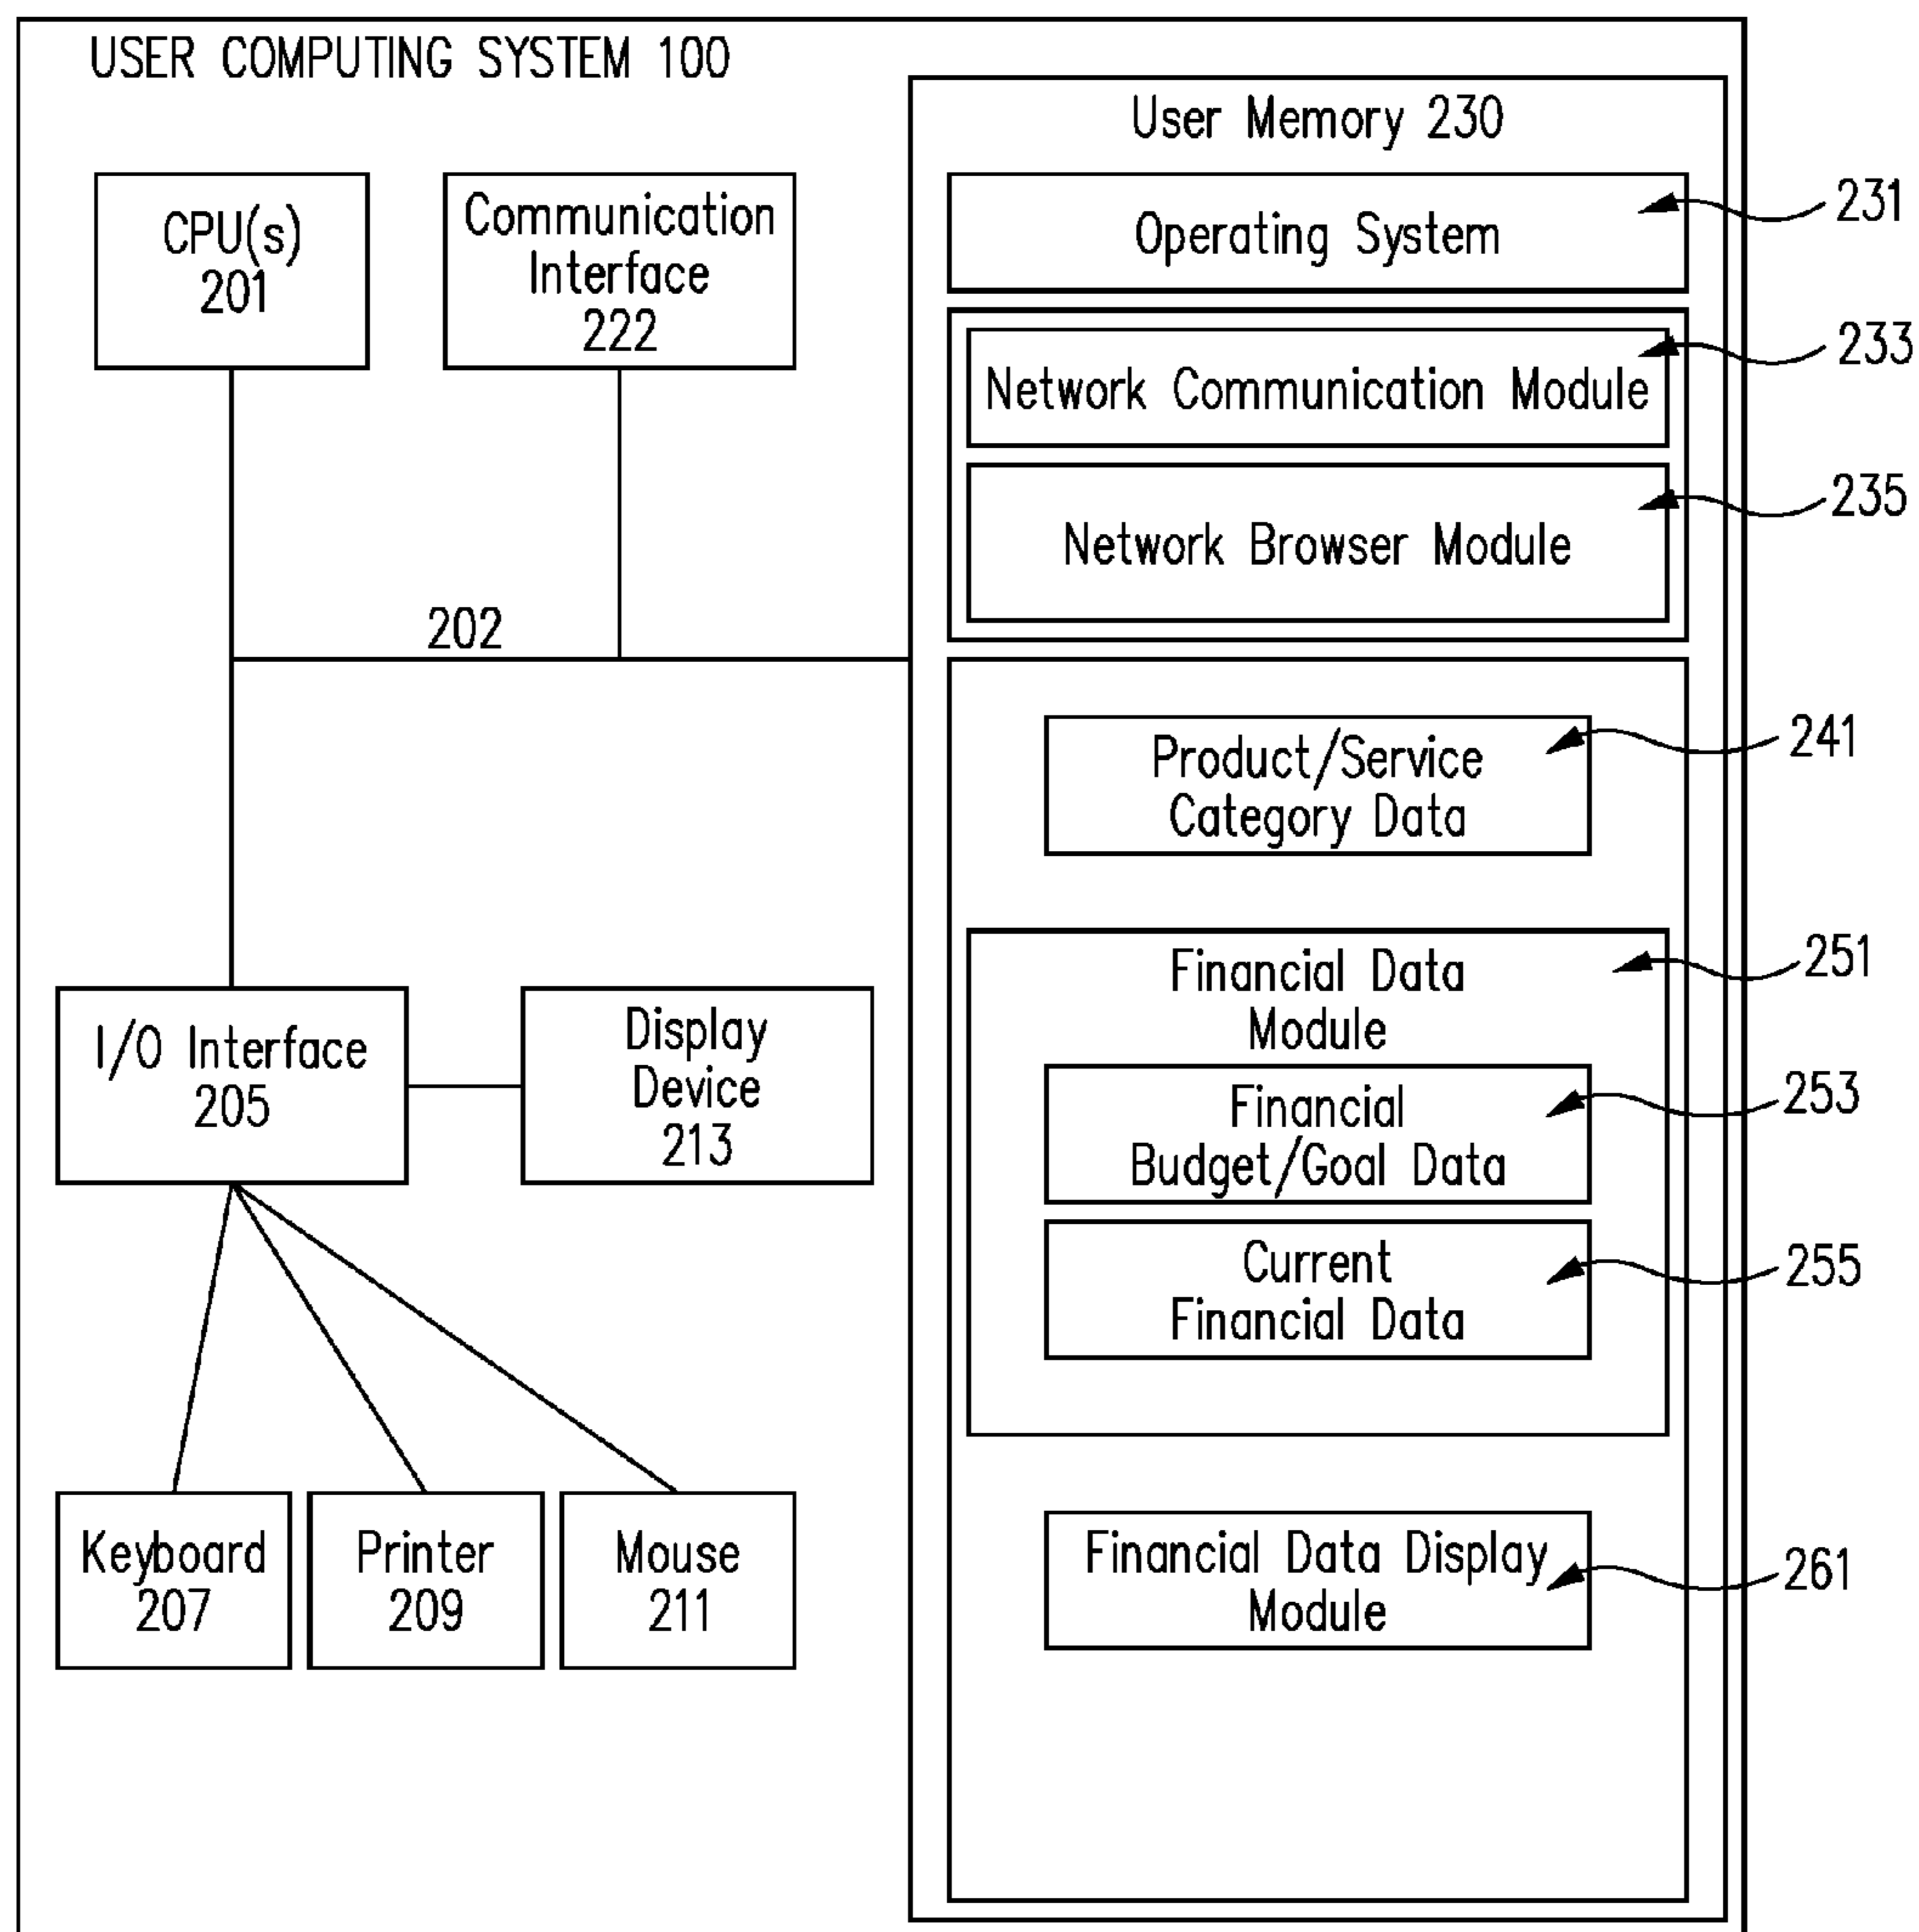 USER COMPUTING SYSTEM 100
CPU(s)
201
Communication
Interface
222
202
I/O Interface
205
Display
Device
213
Keyboard
207
Printer
209
Mouse
211
User Memory 230
Operating System
231
Network Communication Module
233
Network Browser Module
235
Product/Service
Category Data
241
Financial Data
Module
251
Financial
Budget/Goal Data
253
Current
Financial Data
255
Financial Data Display
Module
261